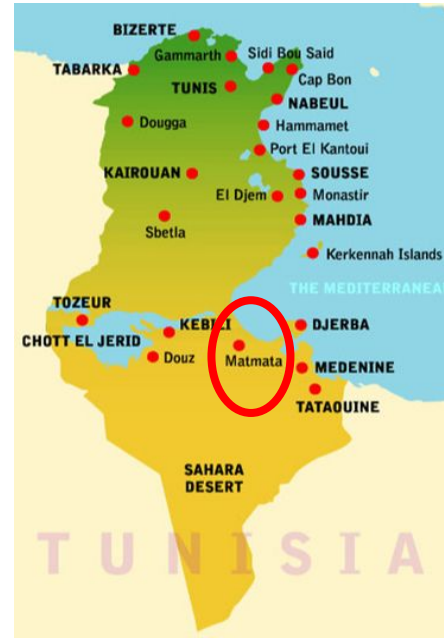 BIZERTE
Gammarth
Sidi Bou Said
TABARKA
Cap Bon
TUNIS
NABEUL
Dougga
Hammamet
Port El Kantoui
KAIROUAN
SOUSSE
El Djem
Monastir
MAHDIA
Sbetla
Kerkennah Islands
THE MEDITERRANEA
TOZEUR
KEBILI
DJERBA
CHOTT EL JERID
Douz
Matmata
MEDENINE
TATAOUINE
SAHARA
DESERT
TUNISIA